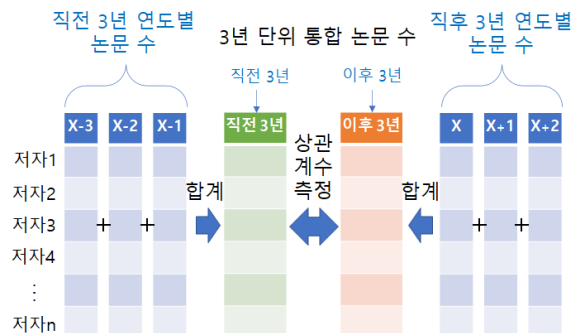 직전 3년 연도별
논문 수
3년 단위 통합 논문 수
직후 3년 연도별
논문 수
직전 3년
이후 3년
X-3
X-2
X-1
직전 3년
이후 3년
X
X+1
X+2
상관
계수
측정
저자1
저자2
저자3
저자4
⋮
저자n
+
+
합계
합계
+
+